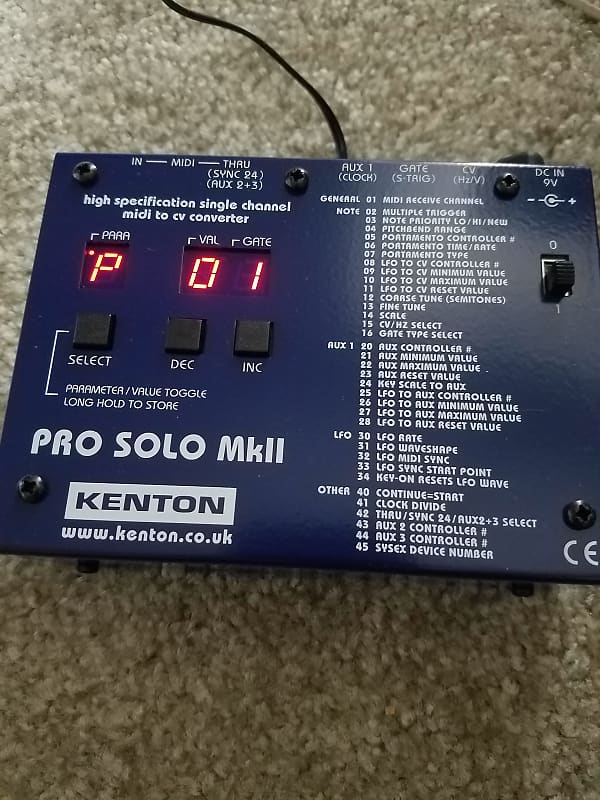 IN — MIDI — THRU
(SYNC 24)
(AUX 2+3)
AUX 1
(CLOCK)
GATE
(S-TRIG)
CV
(Hz/V)
DC IN
9V
- +
high specification single channel
midi to cv converter
PARA
VAL
GATE
P 01
SELECT
DEC
INC
PARAMETER/VALUE TOGGLE
LONG HOLD TO STORE
PRO SOLO MkII
KENTON
www.kenton.co.uk
GENERAL 01 MIDI RECEIVE CHANNEL
NOTE 02 MULTIPLE TRIGGER
03 NOTE PRIORITY LO/HI/NEW
04 PITCHBEND RANGE
05 PORTAMENTO CONTROLLER #
06 PORTAMENTO TIME/RATE
07 PORTAMENTO TYPE
08 LFO TO CV CONTROLLER #
09 LFO TO CV MINIMUM VALUE
10 LFO TO CV MAXIMUM VALUE
11 LFO TO CV RESET VALUE
12 COARSE TUNE (SEMITONES)
13 FINE TUNE
14 SCALE
15 CV/HZ SELECT
16 GATE TYPE SELECT
AUX 1 20 AUX CONTROLLER #
21 AUX MINIMUM VALUE
22 AUX MAXIMUM VALUE
23 AUX RESET VALUE
24 KEY SCALE TO AUX
25 LFO TO AUX CONTROLLER #
26 LFO TO AUX MINIMUM VALUE
27 LFO TO AUX MAXIMUM VALUE
28 LFO TO AUX RESET VALUE
LFO 30 LFO RATE
31 LFO WAVESHAPE
32 LFO MIDI SYNC
33 LFO SYNC START POINT
34 KEY-ON RESETS LFO WAVE
OTHER 40 CONTINUE=START
41 CLOCK DIVIDE
42 THRU/SYNC 24/AUX2+3 SELECT
43 AUX 2 CONTROLLER #
44 AUX 3 CONTROLLER #
45 SYSEX DEVICE NUMBER
0
1
CE